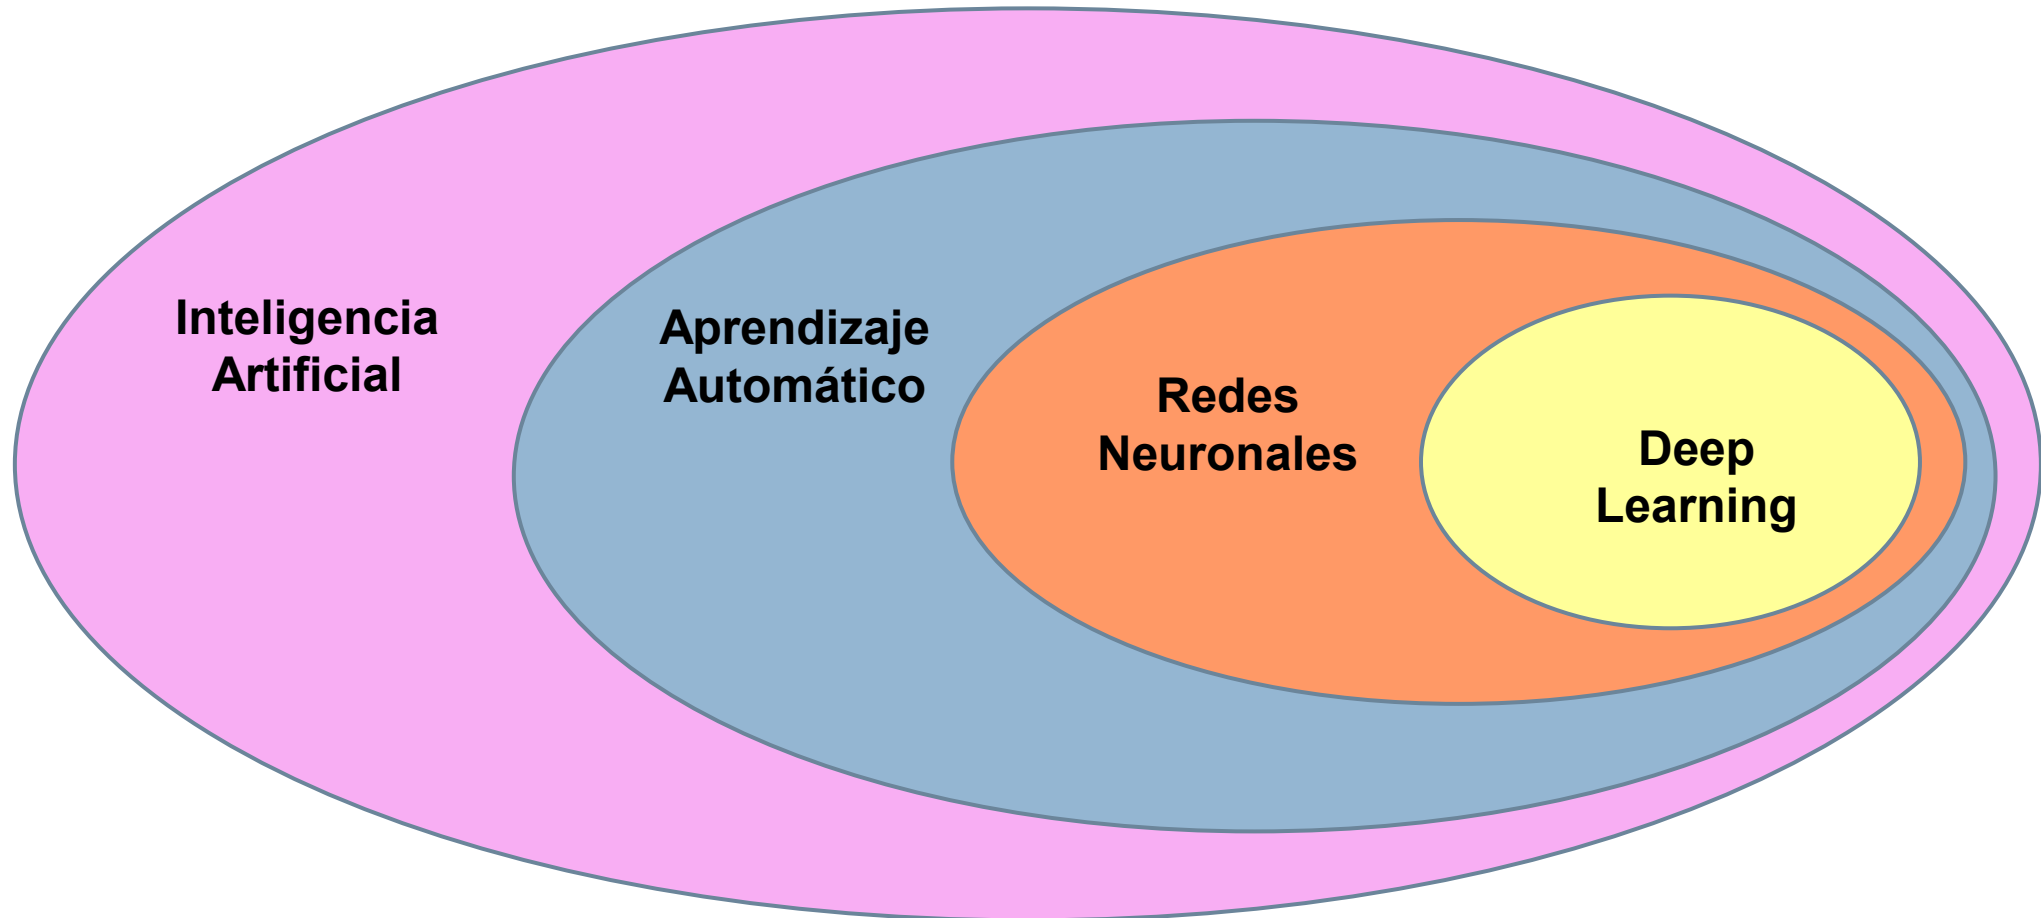 Inteligencia
Artificial
Aprendizaje
Automático
Redes
Neuronales
Deep
Learning